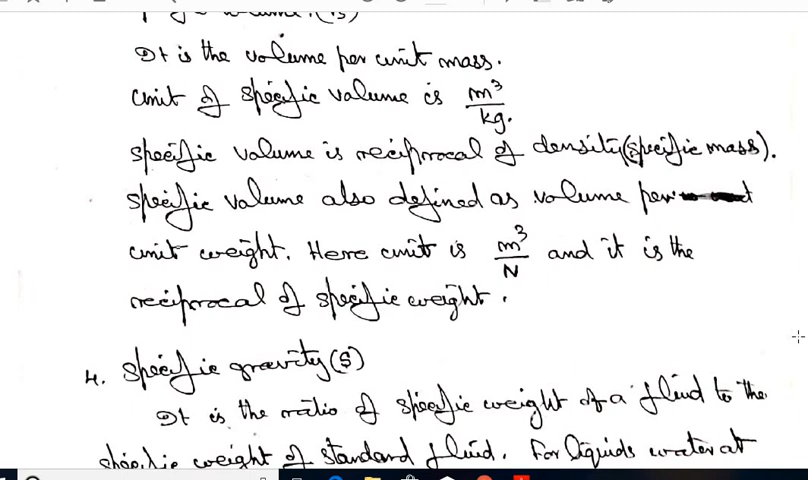 It is the volume per unit mass.
unit of specific volume is m³/kg.
specific volume is reciprocal of density (specific mass).
specific volume also defined as volume per
unit weight. Here unit is m³/N and it is the
reciprocal of specific weight.
4. specific gravity (S)
It is the ratio of specific weight of a fluid to the
specific weight of standard fluid. For liquids water at